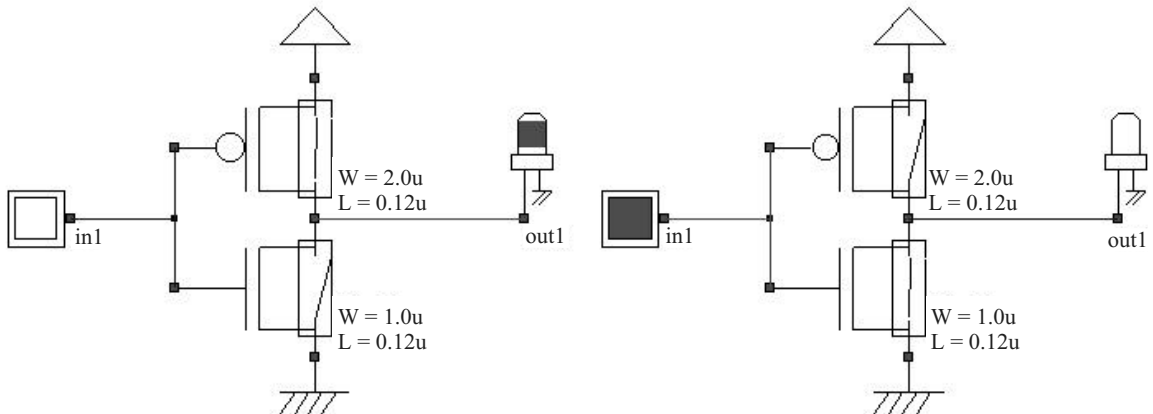 W = 2.0u
L = 0.12u
in1
out1
W = 1.0u
L = 0.12u
W = 2.0u
L = 0.12u
in1
out1
W = 1.0u
L = 0.12u